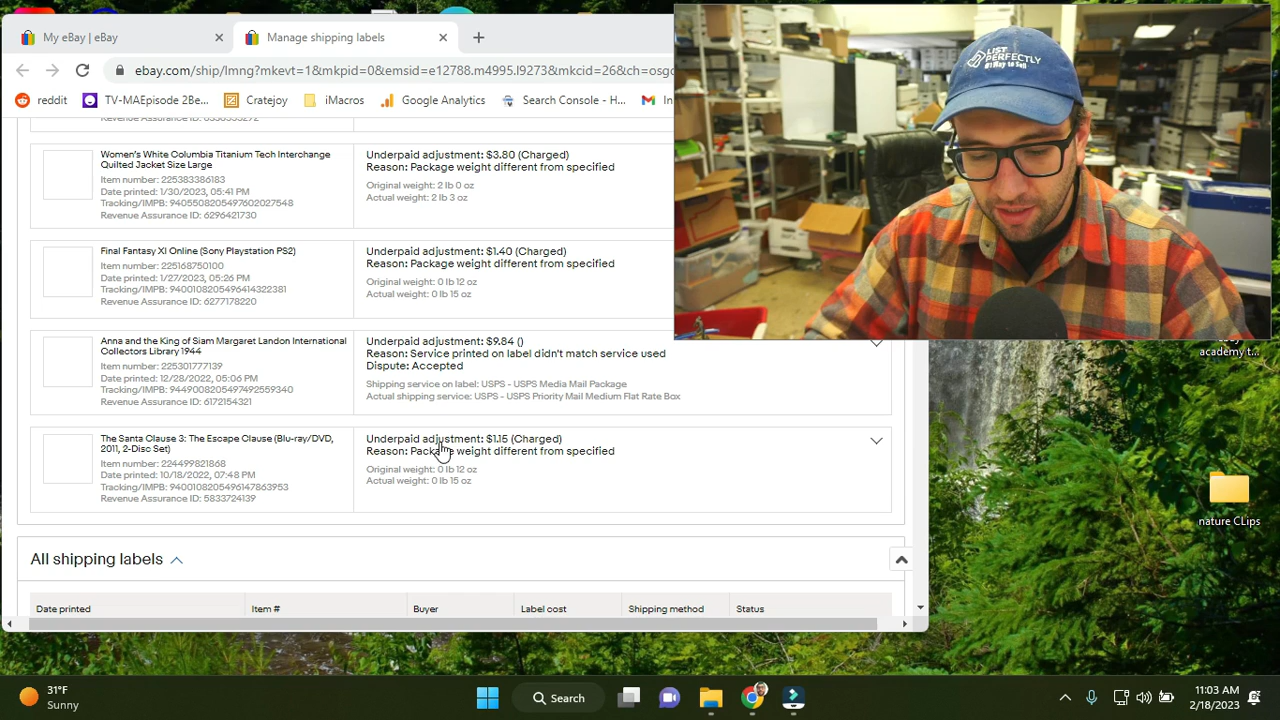 My eBay | eBay
Manage shipping labels
ebay.com/ship/lmng?mkevt=1&mkpid=0&emsid=e1278&m4995.l9273&mkcid=26&ch=osgo
reddit
TV-MAEpisode 2Be...
Cratejoy
iMacros
Google Analytics
Search Console - H...
In
LIST
PERFECTLY
#1 Way to Sell
Women's White Columbia Titanium Tech Interchange
Quilted Jacket Size Large
Item number: 225383386183
Date printed: 1/30/2023, 05:41 PM
Tracking/IMPB: 9405508205497602027548
Revenue Assurance ID: 6296421730
Underpaid adjustment: $3.80 (Charged)
Reason: Package weight different from specified
Original weight: 2 lb 0 oz
Actual weight: 2 lb 3 oz
Final Fantasy XI Online (Sony Playstation PS2)
Item number: 225168750100
Date printed: 1/27/2023, 05:26 PM
Tracking/IMPB: 9400108205496414322381
Revenue Assurance ID: 6277178220
Underpaid adjustment: $1.40 (Charged)
Reason: Package weight different from specified
Original weight: 0 lb 12 oz
Actual weight: 0 lb 15 oz
Anna and the King of Siam Margaret Landon International
Collectors Library 1944
Item number: 225301777139
Date printed: 12/28/2022, 05:06 PM
Tracking/IMPB: 9449008205497492559340
Revenue Assurance ID: 6172154321
Underpaid adjustment: $9.84 ()
Reason: Service printed on label didn't match service used
Dispute: Accepted
Shipping service on label: USPS - USPS Media Mail Package
Actual shipping service: USPS - USPS Priority Mail Medium Flat Rate Box
The Santa Clause 3: The Escape Clause (Blu-ray/DVD,
2011, 2-Disc Set)
Item number: 224499821868
Date printed: 10/18/2022, 07:48 PM
Tracking/IMPB: 9400108205496147863953
Revenue Assurance ID: 5833724139
Underpaid adjustment: $1.15 (Charged)
Reason: Package weight different from specified
Original weight: 0 lb 12 oz
Actual weight: 0 lb 15 oz
All shipping labels
Date printed
Item #
Buyer
Label cost
Shipping method
Status
academy t...
nature CLips
31°F
Sunny
Search
11:03 AM
2/18/2023